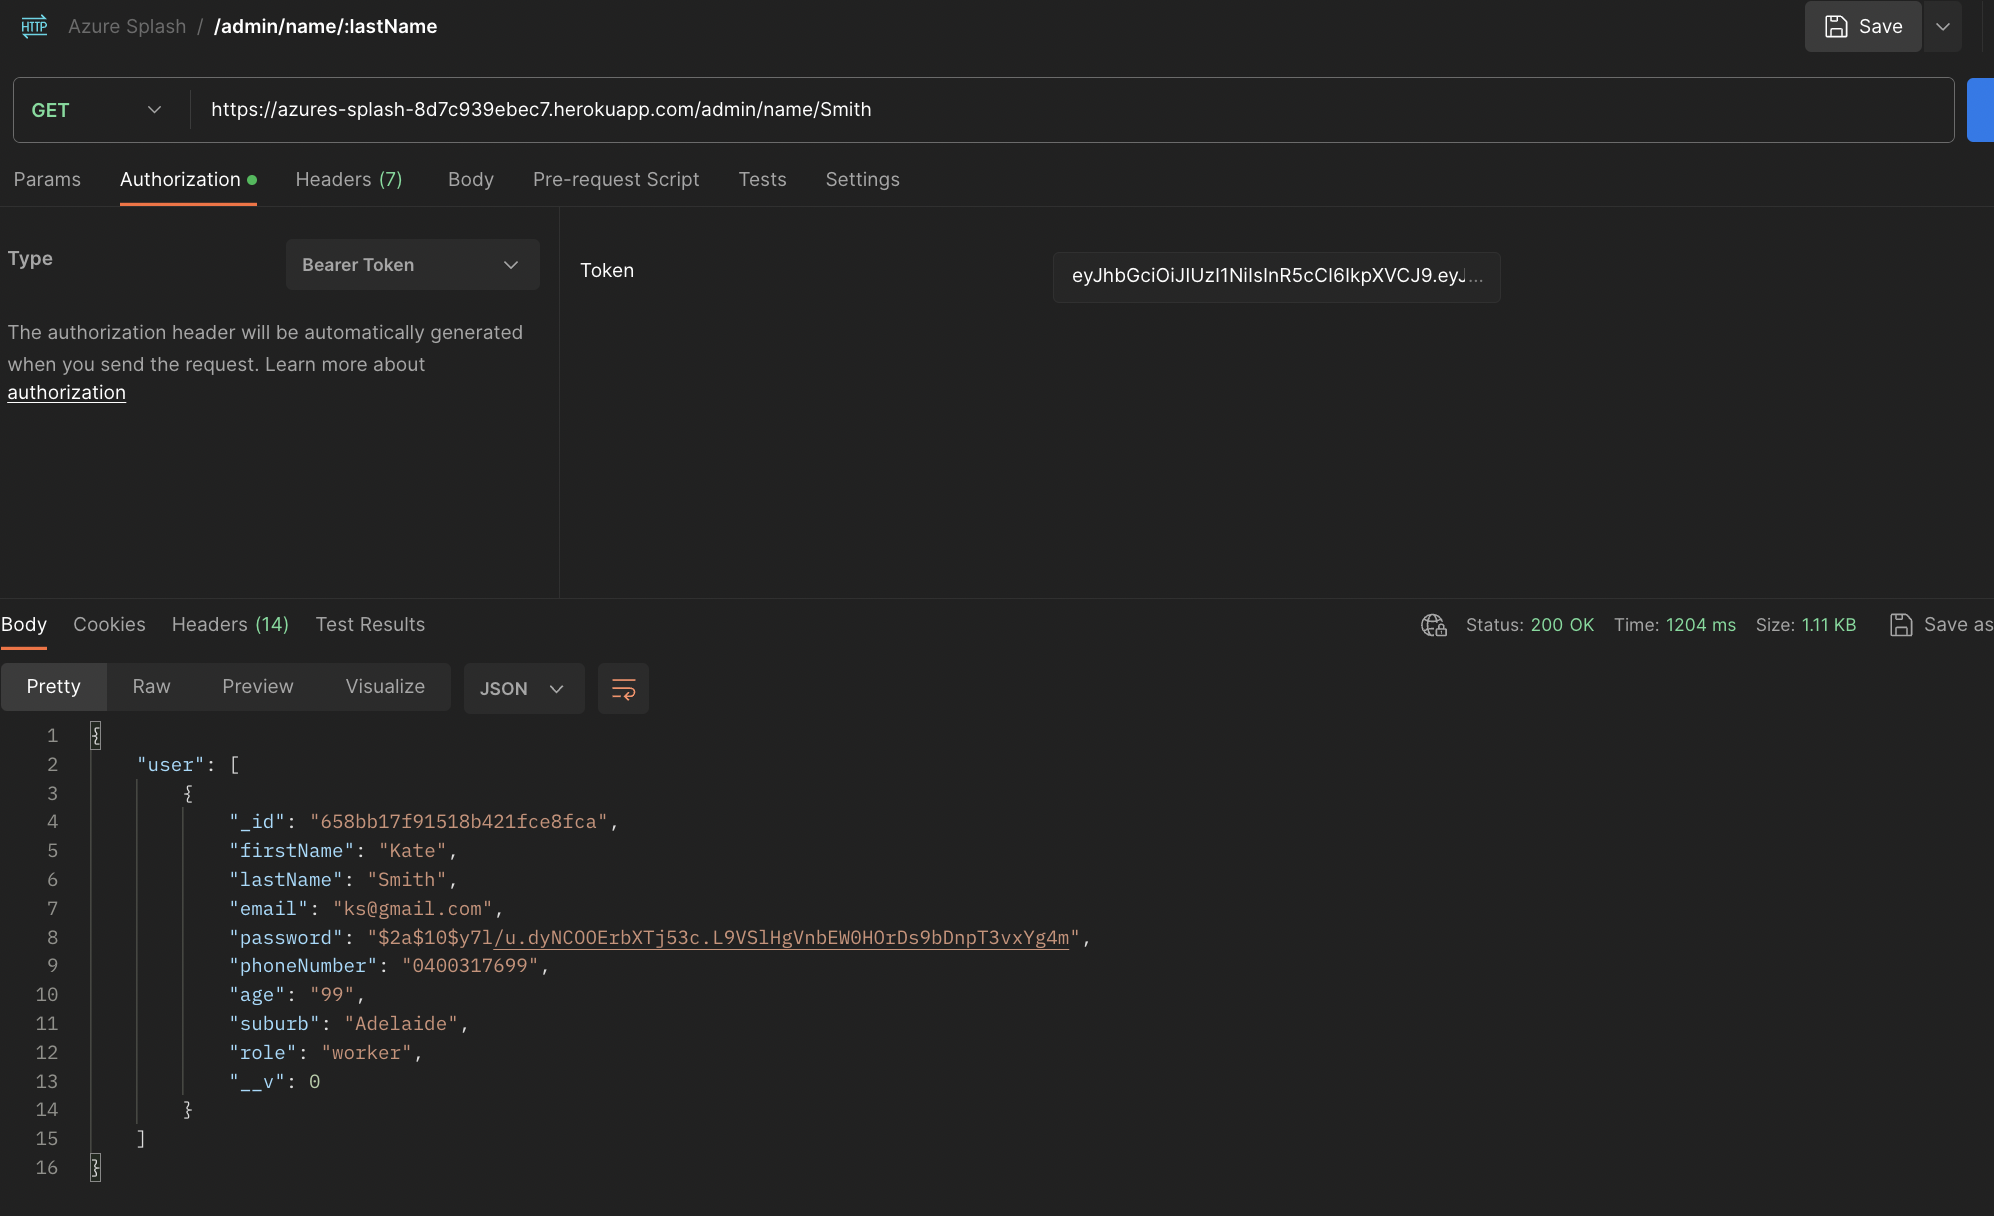 HTTP Azure Splash / /admin/name/:lastName Save
GET https://azures-splash-8d7c939ebec7.herokuapp.com/admin/name/Smith
Params Authorization Headers (7) Body Pre-request Script Tests Settings
Type Bearer Token
The authorization header will be automatically generated
when you send the request. Learn more about
authorization
Token eyJhbGciOiJIUzI1NiIsInR5cCI6IkpXVCJ9.eyJ...
Body Cookies Headers (14) Test Results Status: 200 OK Time: 1204 ms Size: 1.11 KB Save as
Pretty Raw Preview Visualize JSON
1 {
2 "user": [
3 {
4 "_id": "658bb17f91518b421fce8fca",
5 "firstName": "Kate",
6 "lastName": "Smith",
7 "email": "ks@gmail.com",
8 "password": "$2a$10$y7l/u.dyNCOOErbXTj53c.L9VSlHgVnbEW0HOrDs9bDnpT3vxYg4m",
9 "phoneNumber": "0400317699",
10 "age": "99",
11 "suburb": "Adelaide",
12 "role": "worker",
13 "__v": 0
14 }
15 ]
16 }